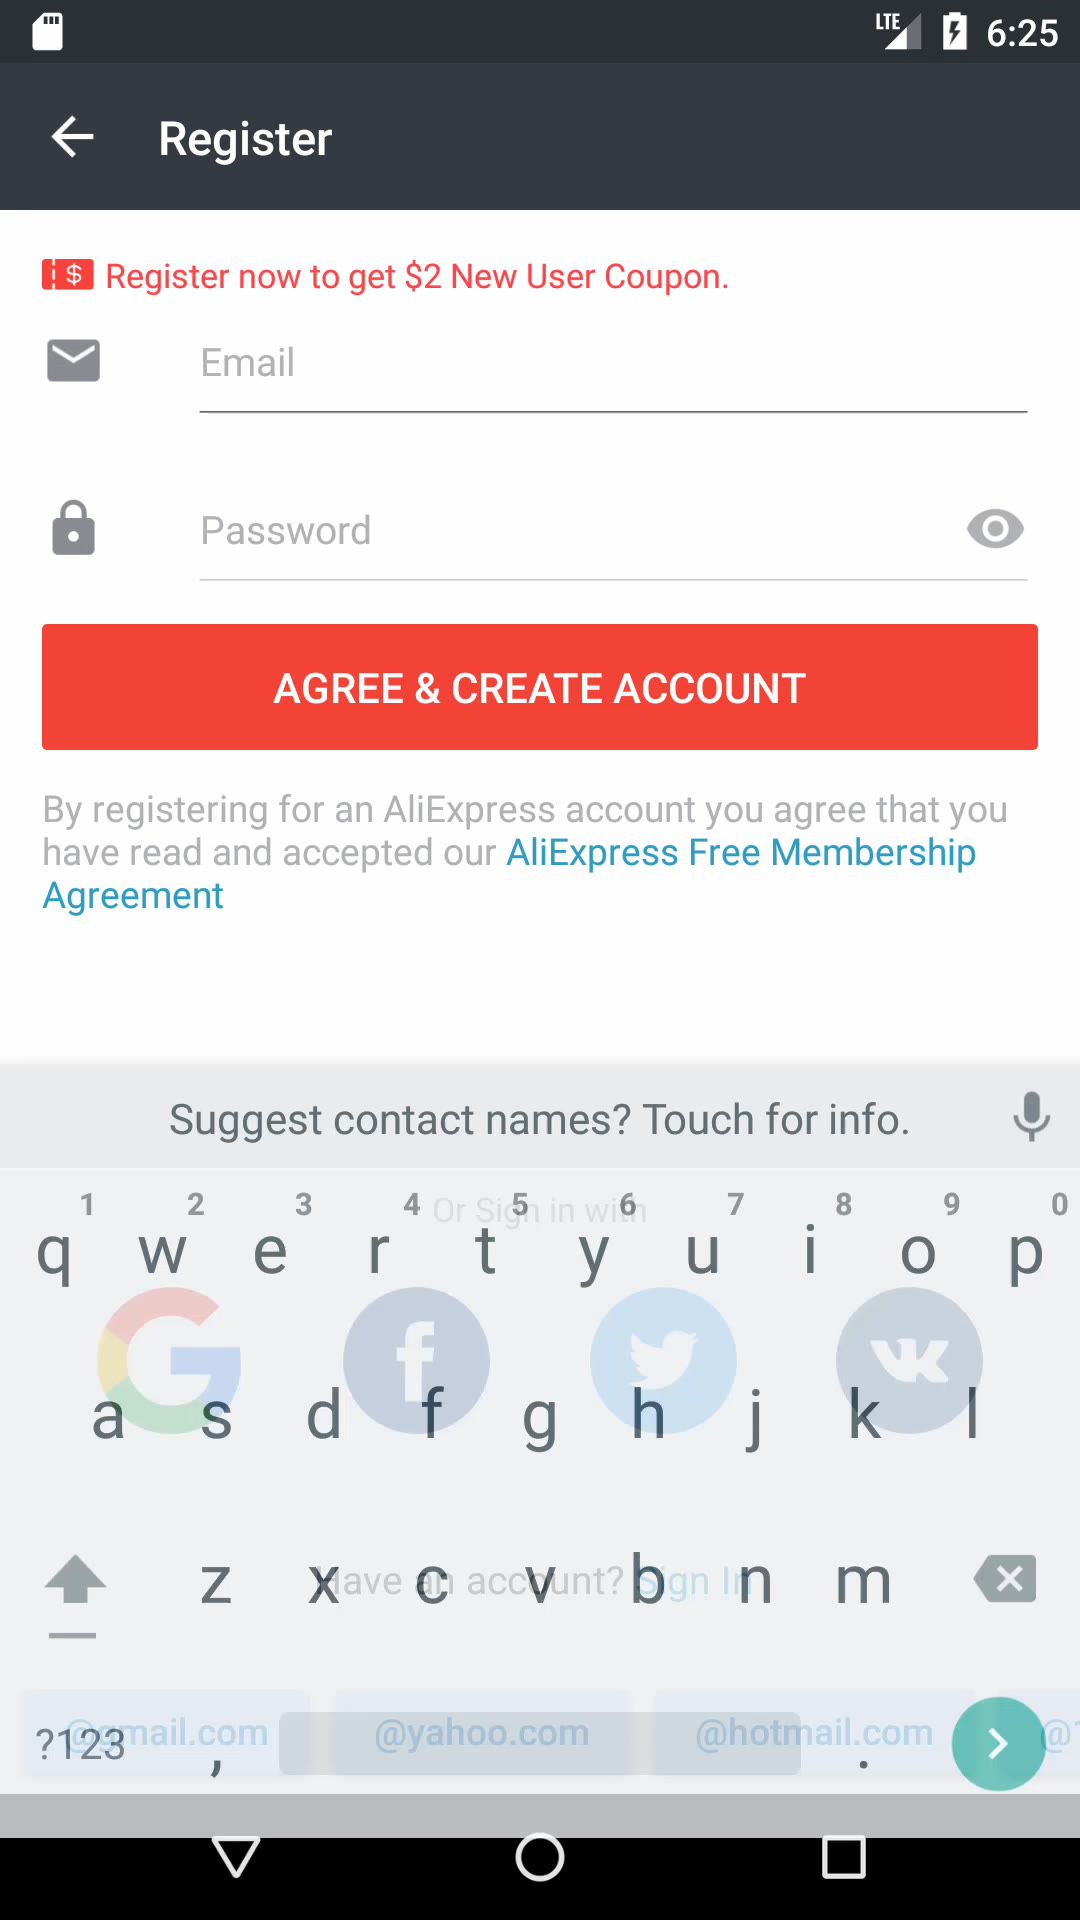 LTE 6:25
Register
$ Register now to get $2 New User Coupon.
Email
Password
AGREE & CREATE ACCOUNT
By registering for an AliExpress account you agree that you
have read and accepted our AliExpress Free Membership
Agreement
Suggest contact names? Touch for info.
Or Sign in with
1 2 3 4 5 6 7 8 9 0
q w e r t y u i o p
G f VK
a s d f g h j k l
Have an account? Sign In
z x c v b n m
@gmail.com @yahoo.com @hotmail.com
?123 , .